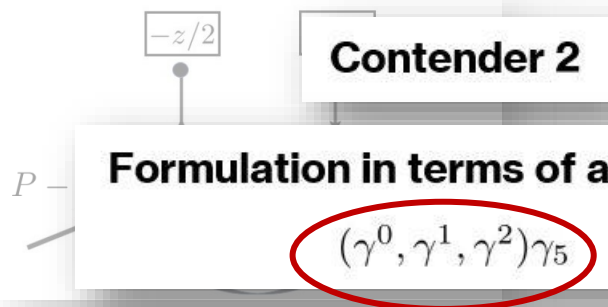 −z/2
Contender 2
P −
Formulation in terms of a
(γ⁰, γ¹, γ²)γ₅